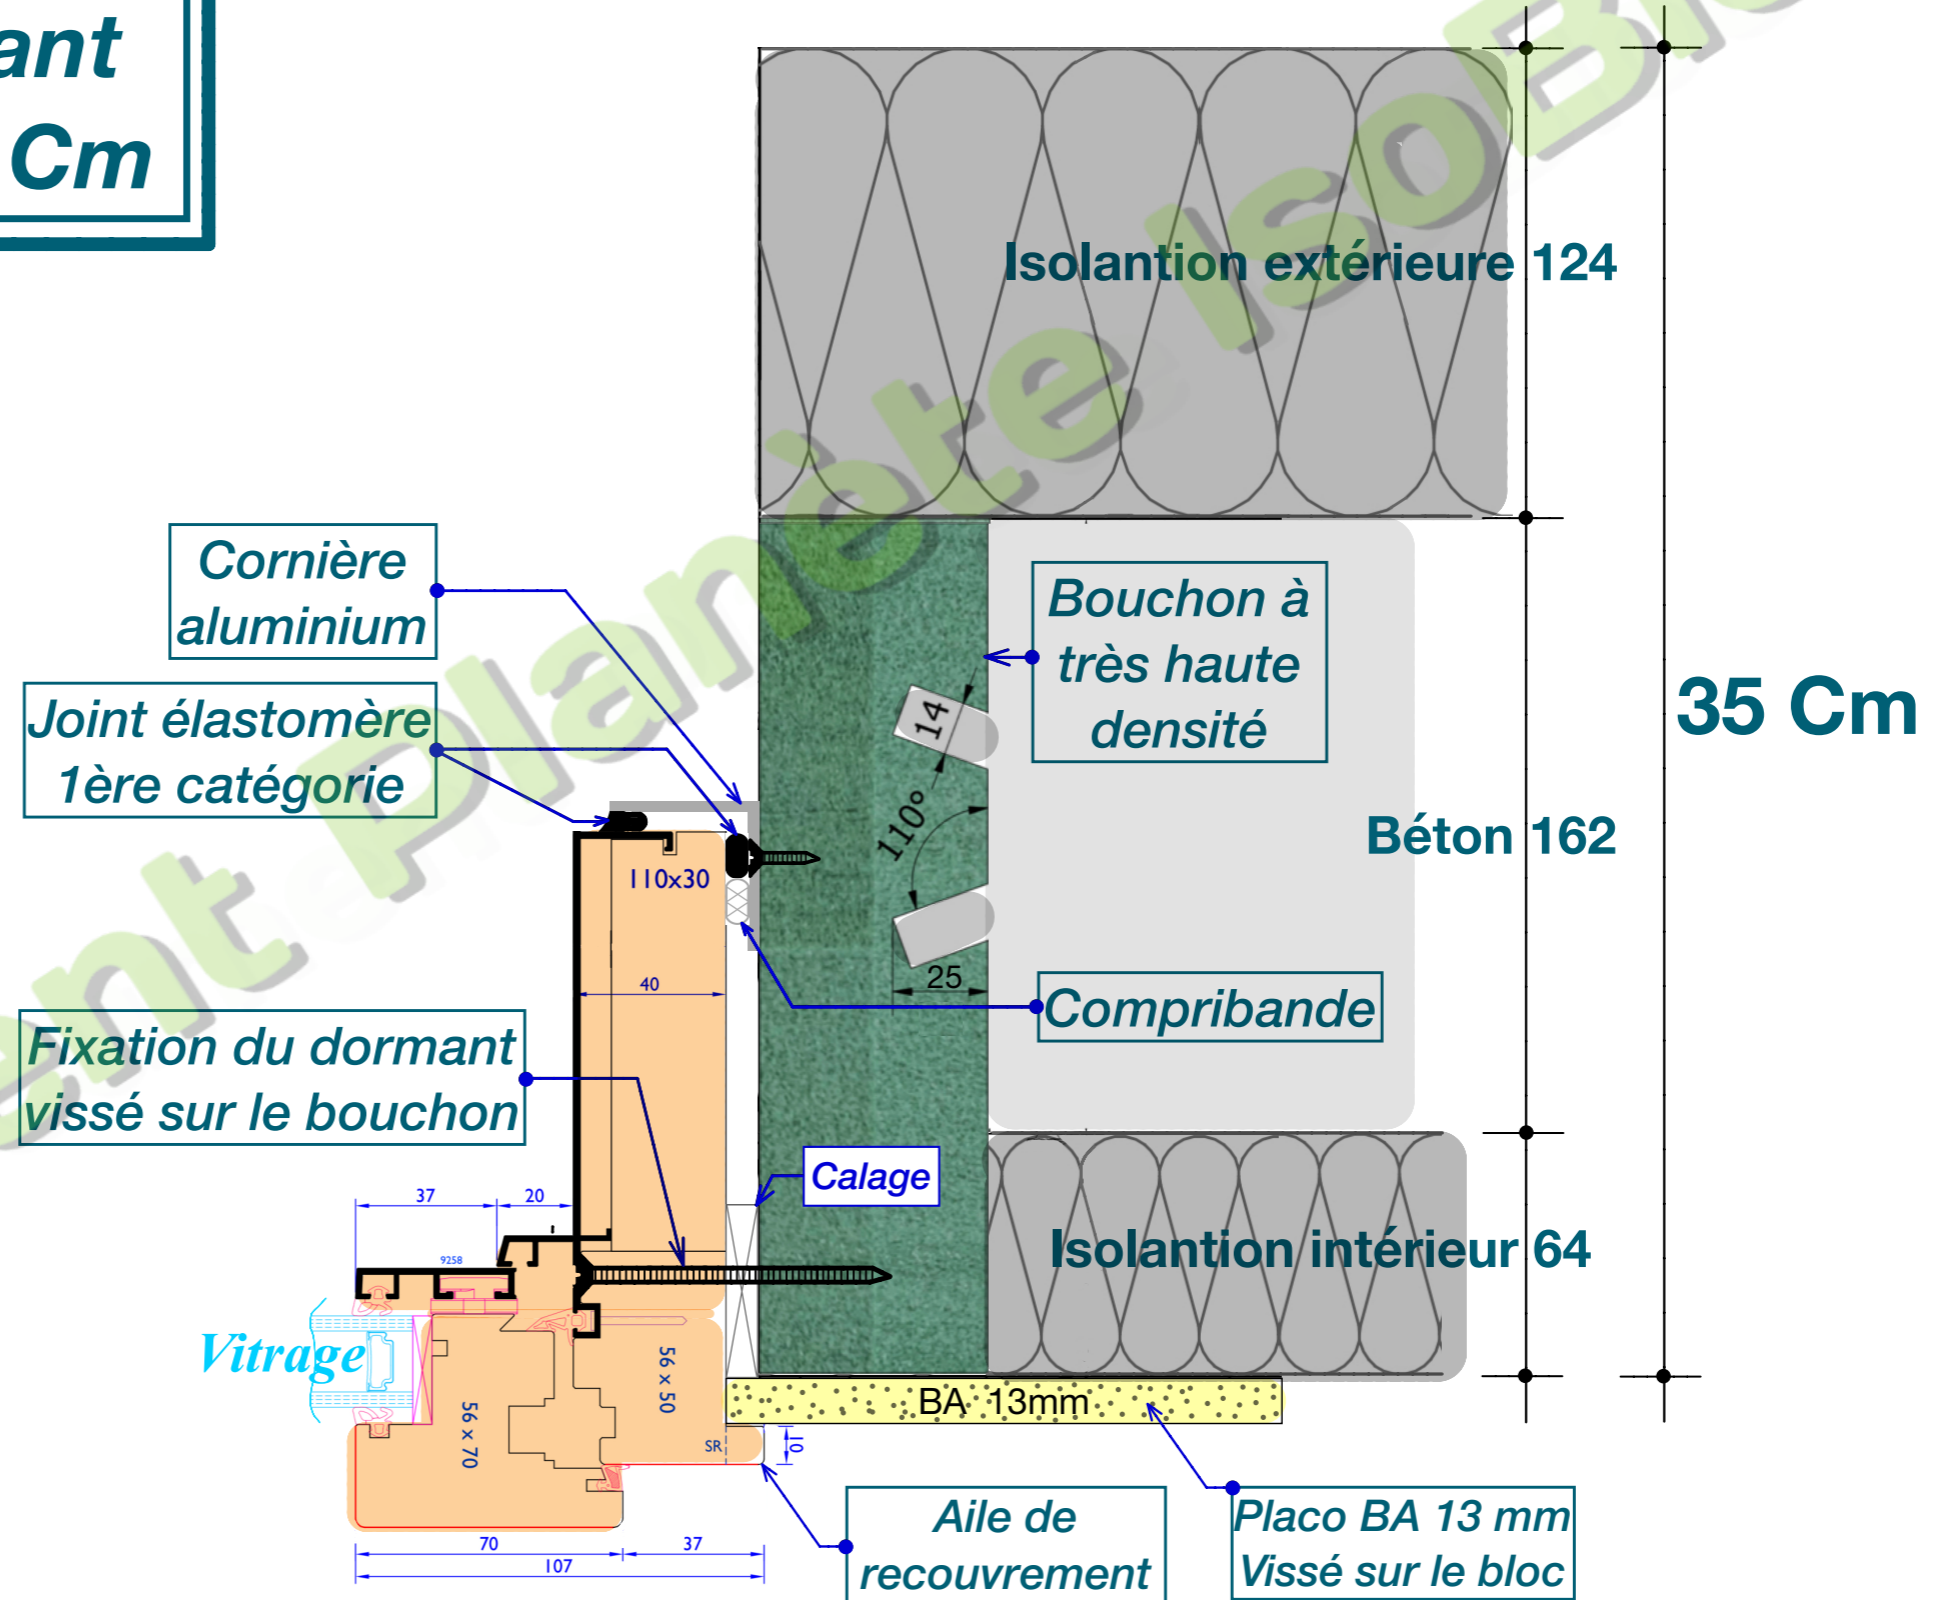 ant
Cm
Isolantion extérieure 124
Cornière
aluminium
Joint élastomère
1ère catégorie
Bouchon à
très haute
densité
14
110°
25
35 Cm
Béton 162
110x30
40
Compribande
Fixation du dormant
vissé sur le bouchon
Calage
37
20
9258
Isolantion intérieur 64
Vitrage
56 x 50
56 x 70
BA 13mm
SR
10
70
37
107
Aile de
recouvrement
Placo BA 13 mm
Vissé sur le bloc
ent Planète IsoBl